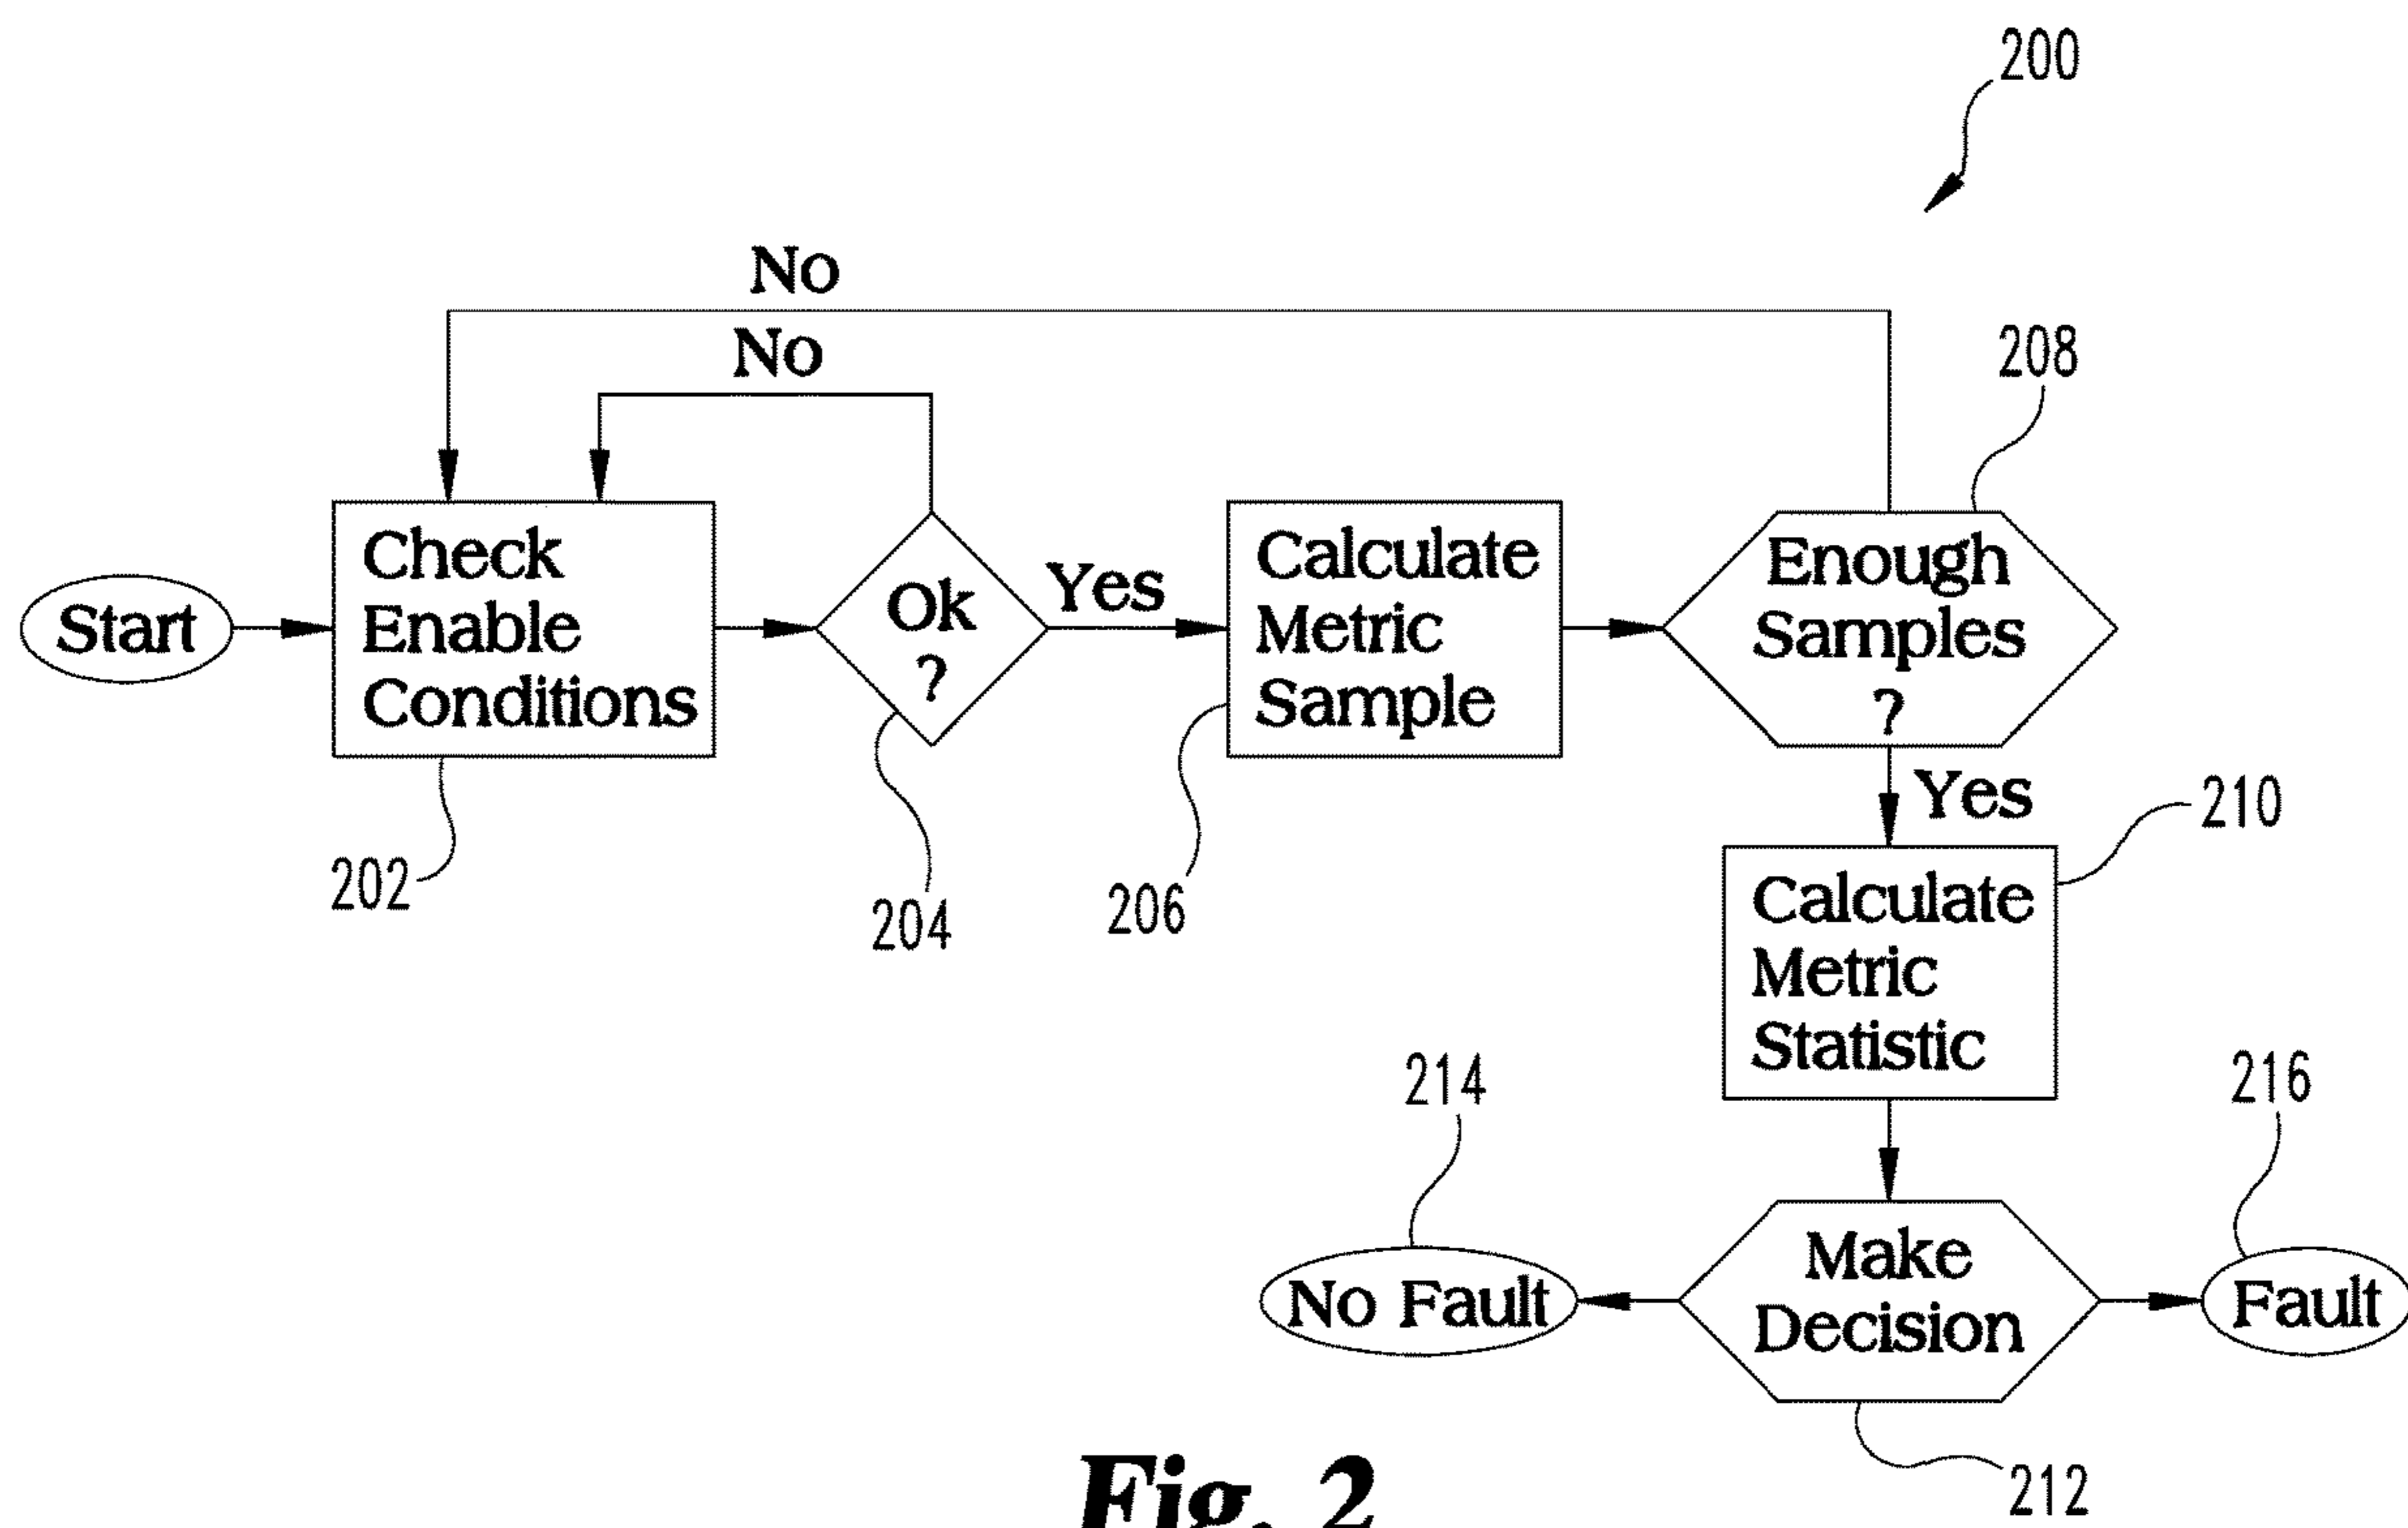 200
No
No
208
Start
Check
Enable
Conditions
Ok
?
Yes
Calculate
Metric
Sample
Enough
Samples
?
Yes
202
204
206
210
Calculate
Metric
Statistic
214
216
No Fault
Make
Decision
Fault
212
Fig. 2